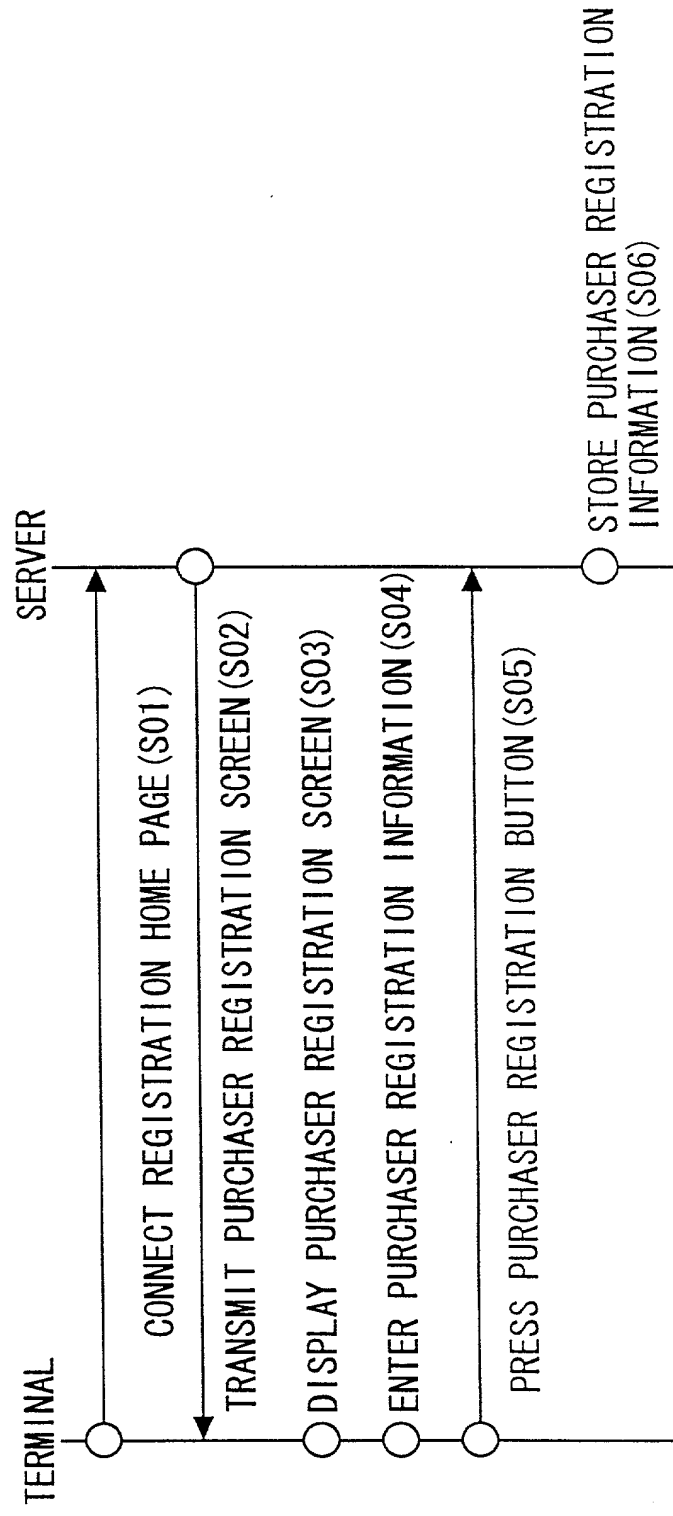 TERMINAL
SERVER
CONNECT REGISTRATION HOME PAGE(S01)
TRANSMIT PURCHASER REGISTRATION SCREEN(S02)
DISPLAY PURCHASER REGISTRATION SCREEN(S03)
ENTER PURCHASER REGISTRATION INFORMATION(S04)
PRESS PURCHASER REGISTRATION BUTTON(S05)
STORE PURCHASER REGISTRATION
INFORMATION(S06)